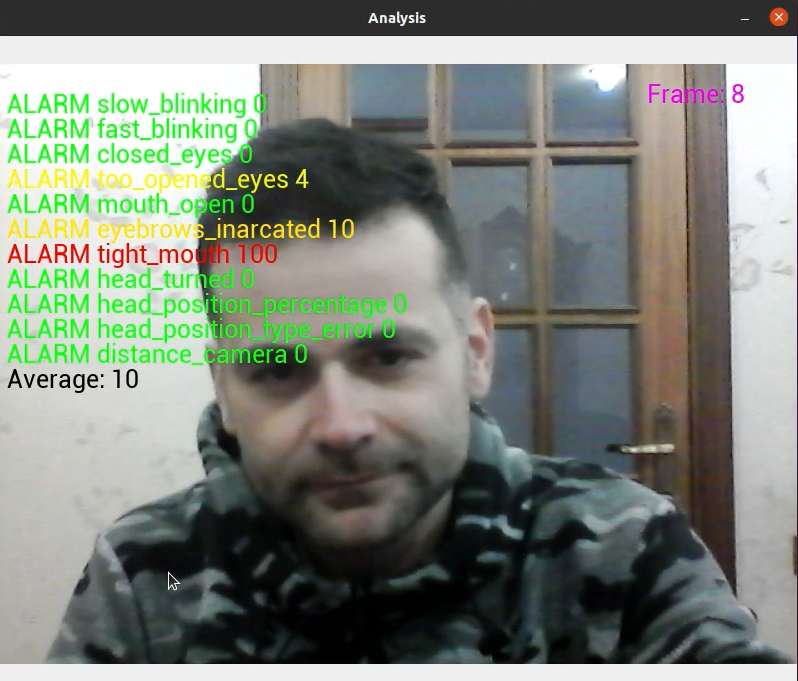 Analysis
Frame: 8
ALARM slow_blinking 0
ALARM fast_blinking 0
ALARM closed_eyes 0
ALARM too_opened_eyes 4
ALARM mouth_open 0
ALARM eyebrows_inarcated 10
ALARM tight_mouth 100
ALARM head_turned 0
ALARM head_position_percentage 0
ALARM head_position_type_error 0
ALARM distance_camera 0
Average: 10